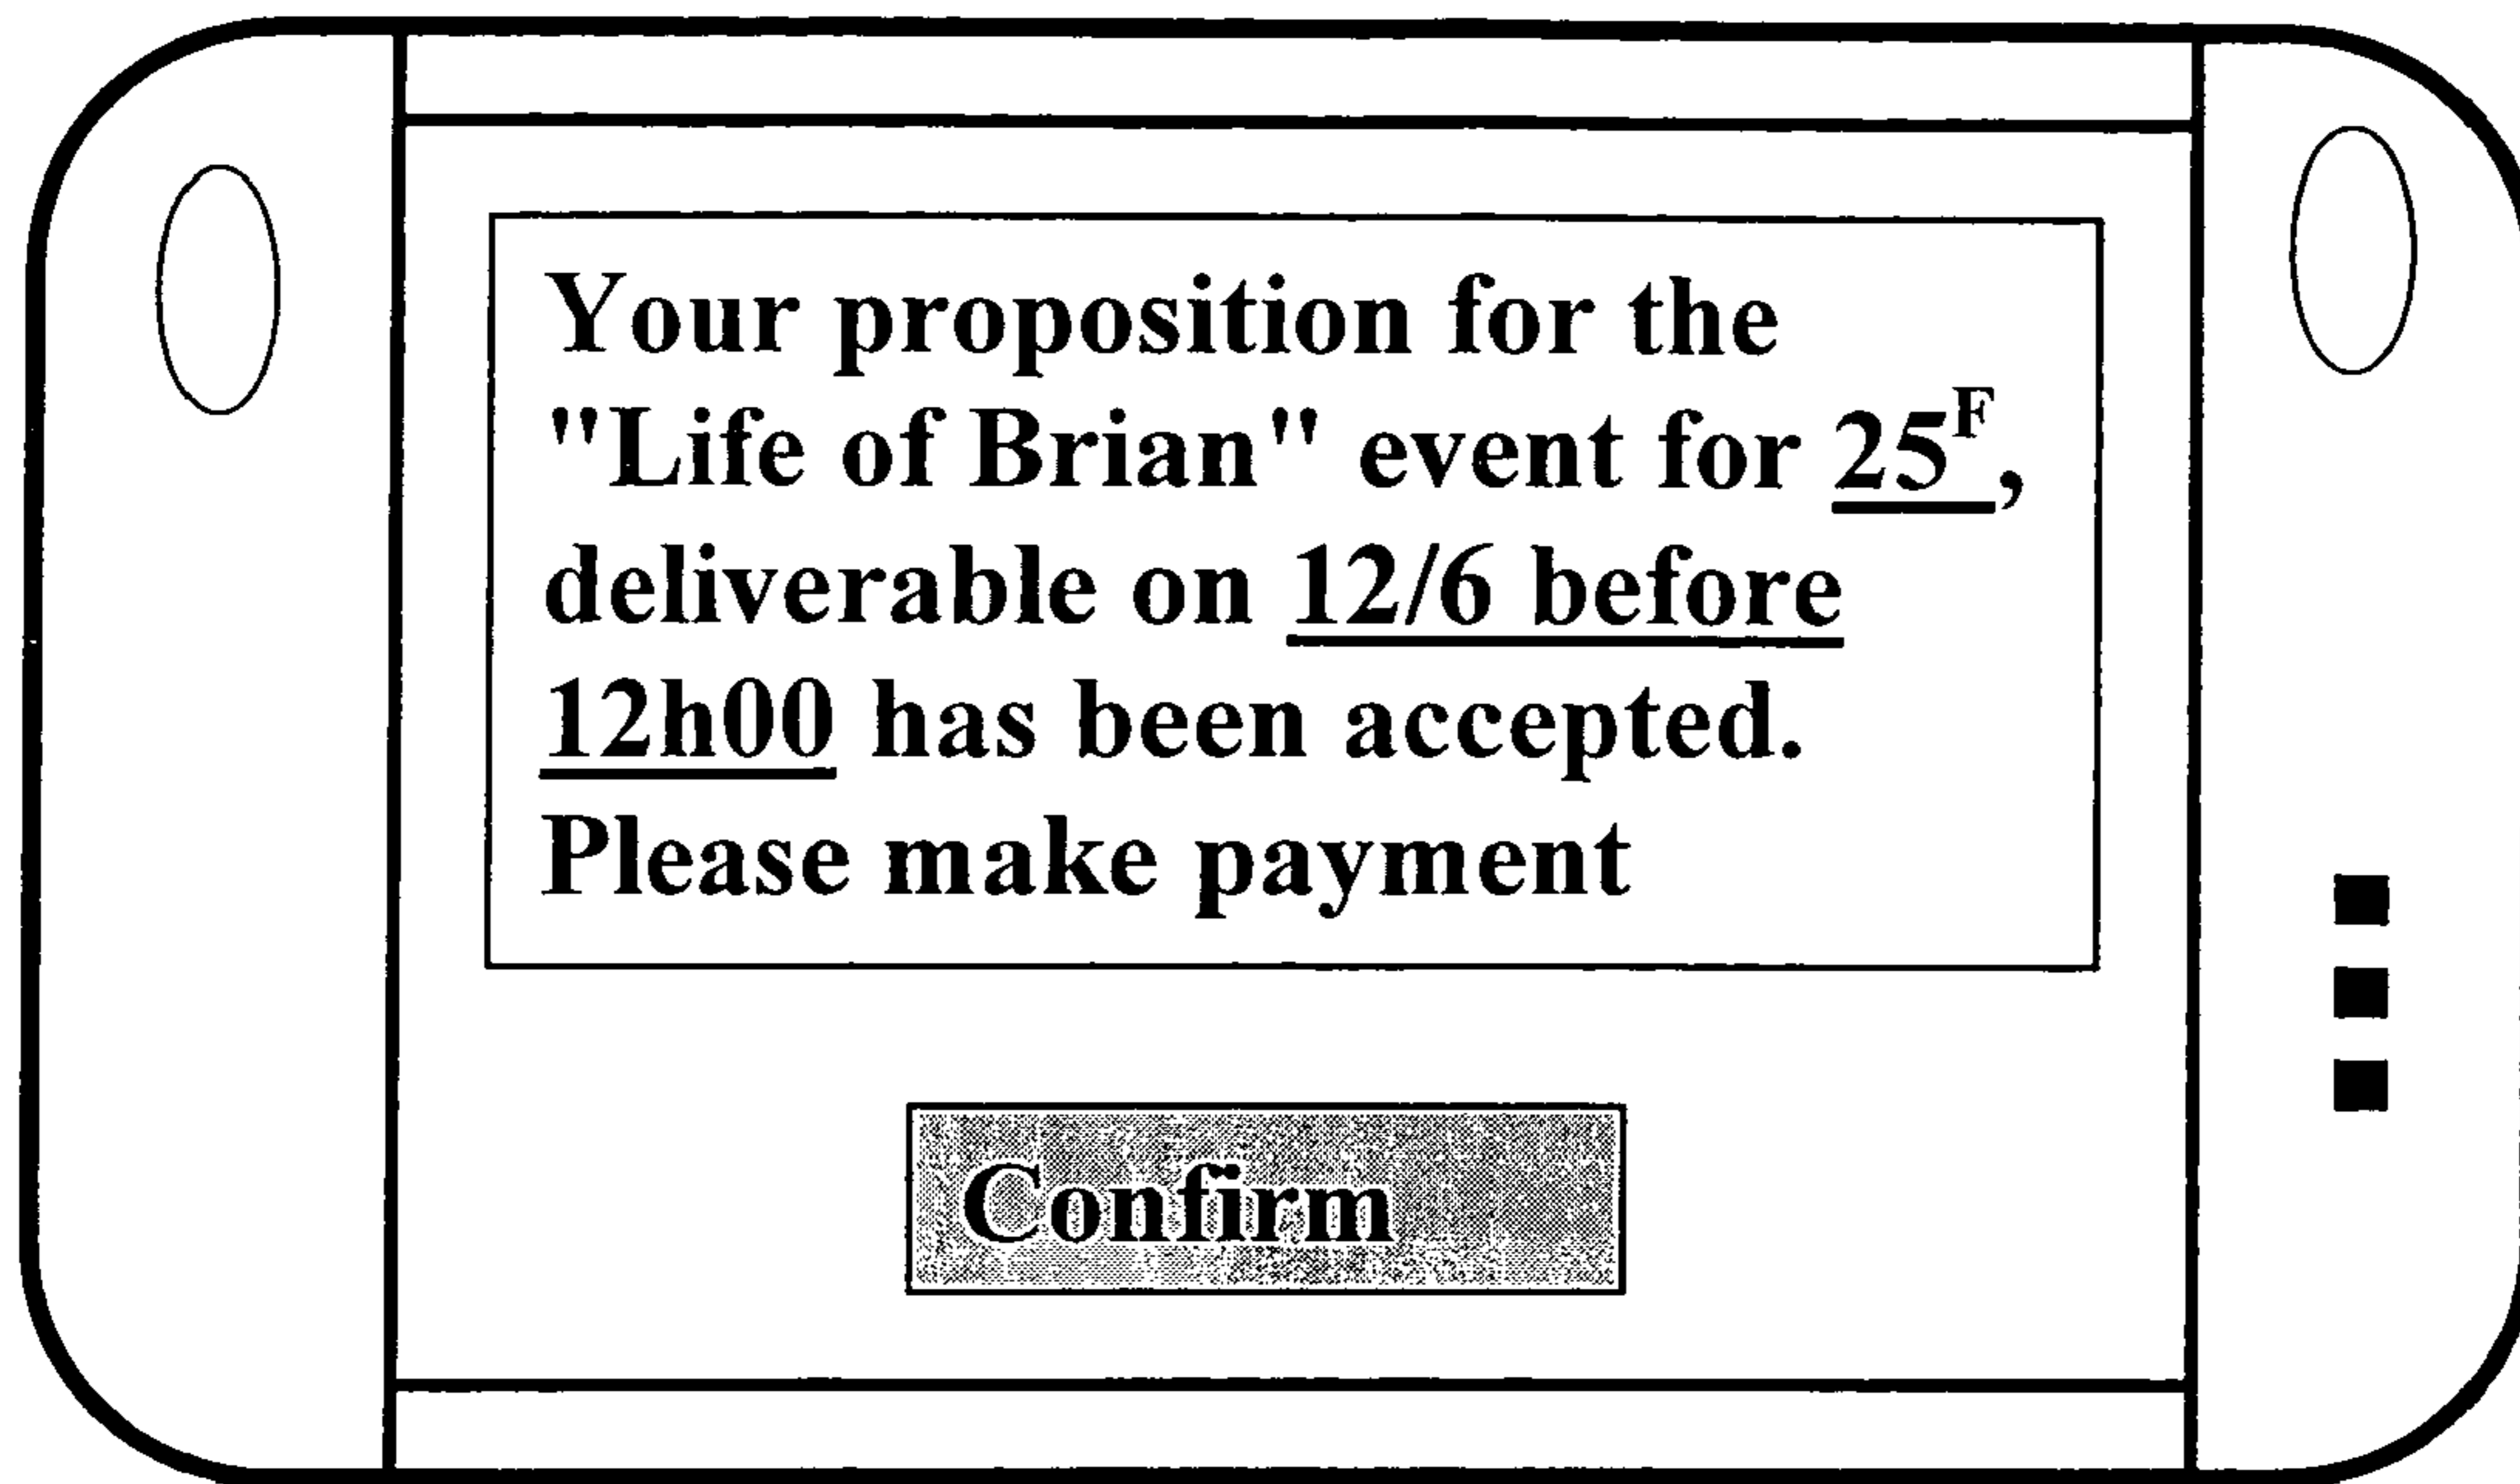 Your proposition for the
"Life of Brian" event for 25F,
deliverable on 12/6 before
12h00 has been accepted.
Please make payment
Confirm